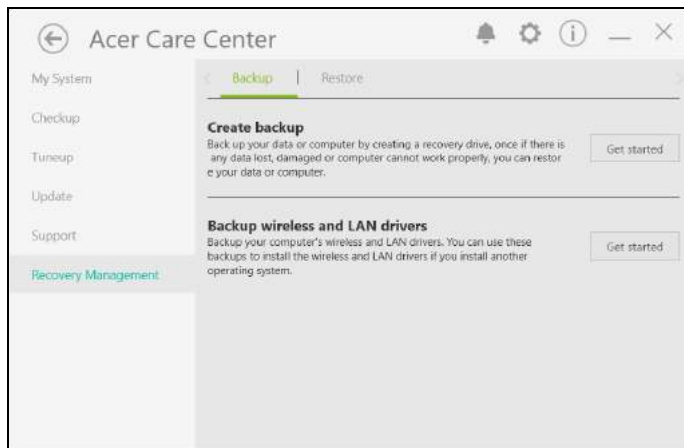 Acer Care Center
My System
Checkup
Tuneup
Update
Support
Recovery Management
Backup | Restore
Create backup
Back up your data or computer by creating a recovery drive, once if there is
any data lost, damaged or computer cannot work properly, you can restor
e your data or computer.
Get started
Backup wireless and LAN drivers
Backup your computer's wireless and LAN drivers. You can use these
backups to install the wireless and LAN drivers if you install another
operating system.
Get started